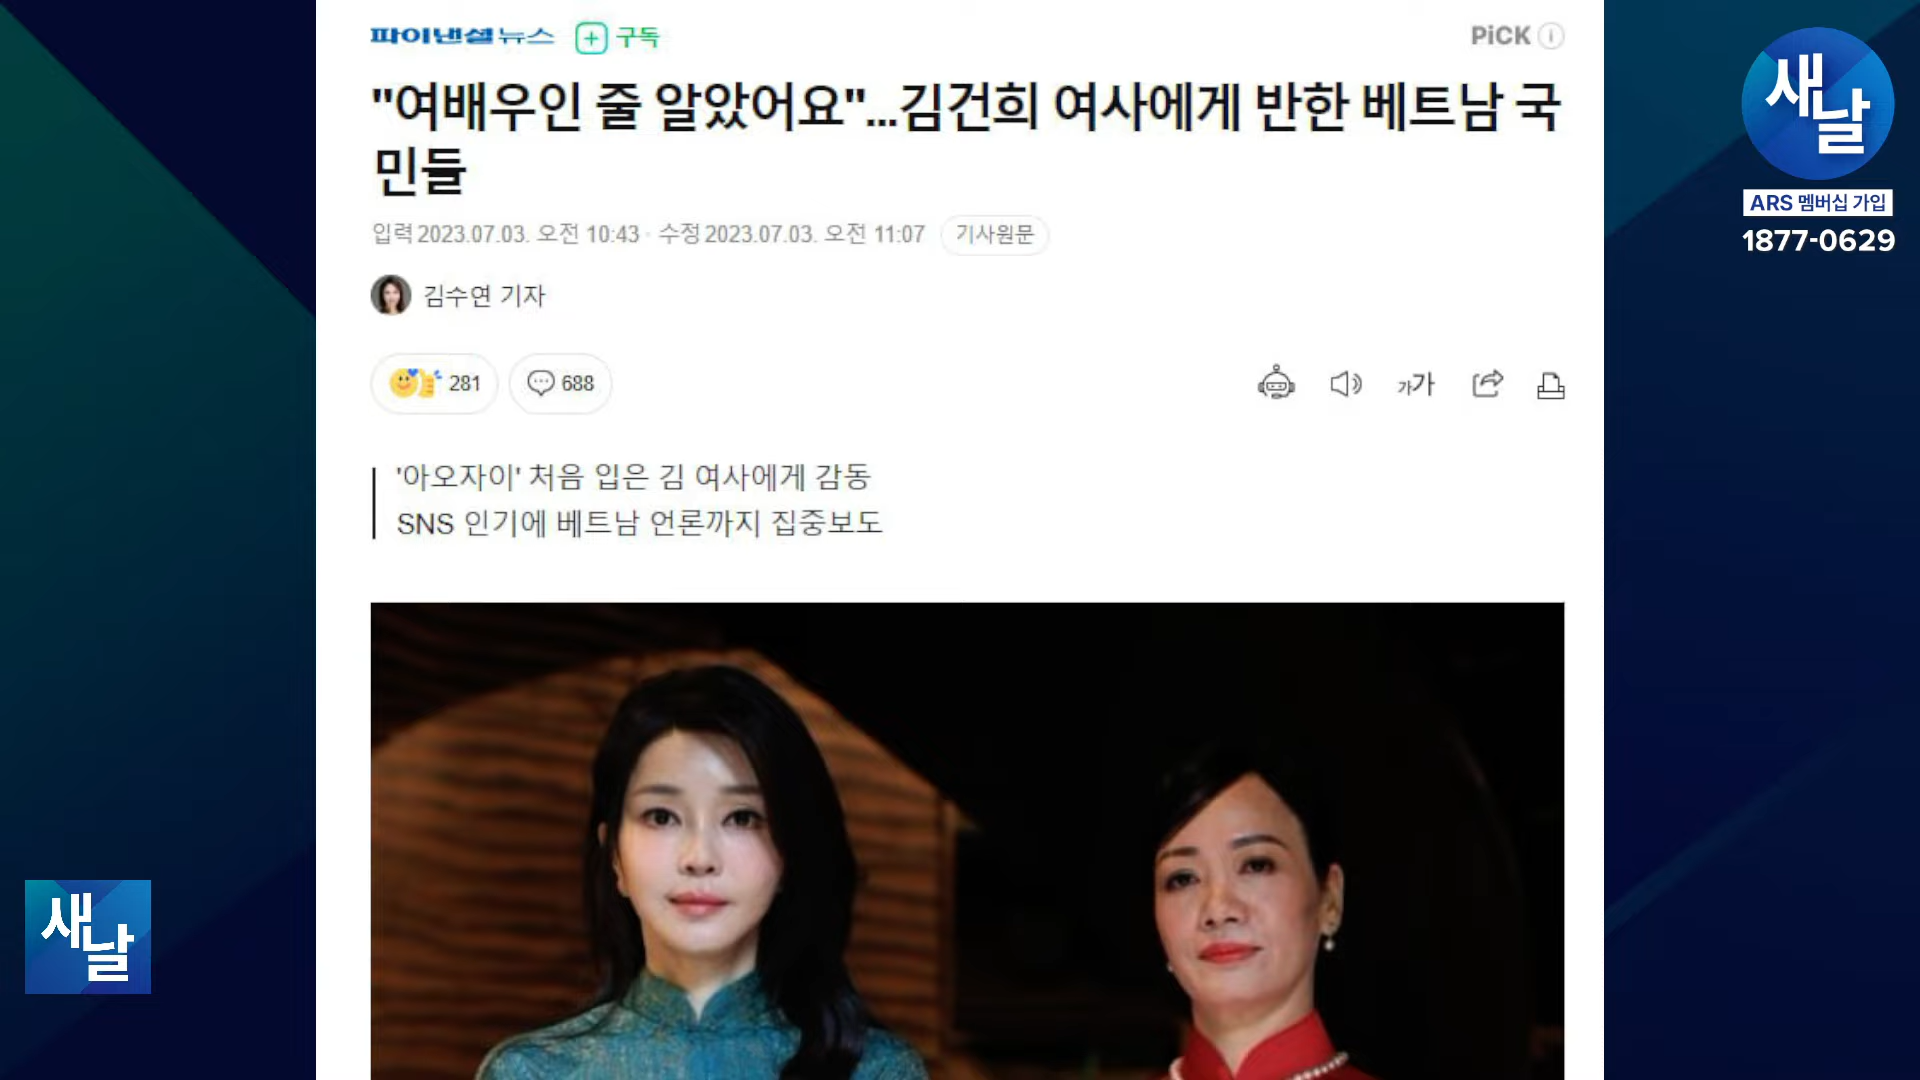 파이낸셜뉴스 구독
PiCK
"여배우인 줄 알았어요"...김건희 여사에게 반한 베트남 국
민들
입력 2023.07.03. 오전 10:43 · 수정 2023.07.03. 오전 11:07 기사원문
김수연 기자
281 688
가가
'아오자이' 처음 입은 김 여사에게 감동
SNS 인기에 베트남 언론까지 집중보도
새날
ARS 멤버십 가입
1877-0629
새날